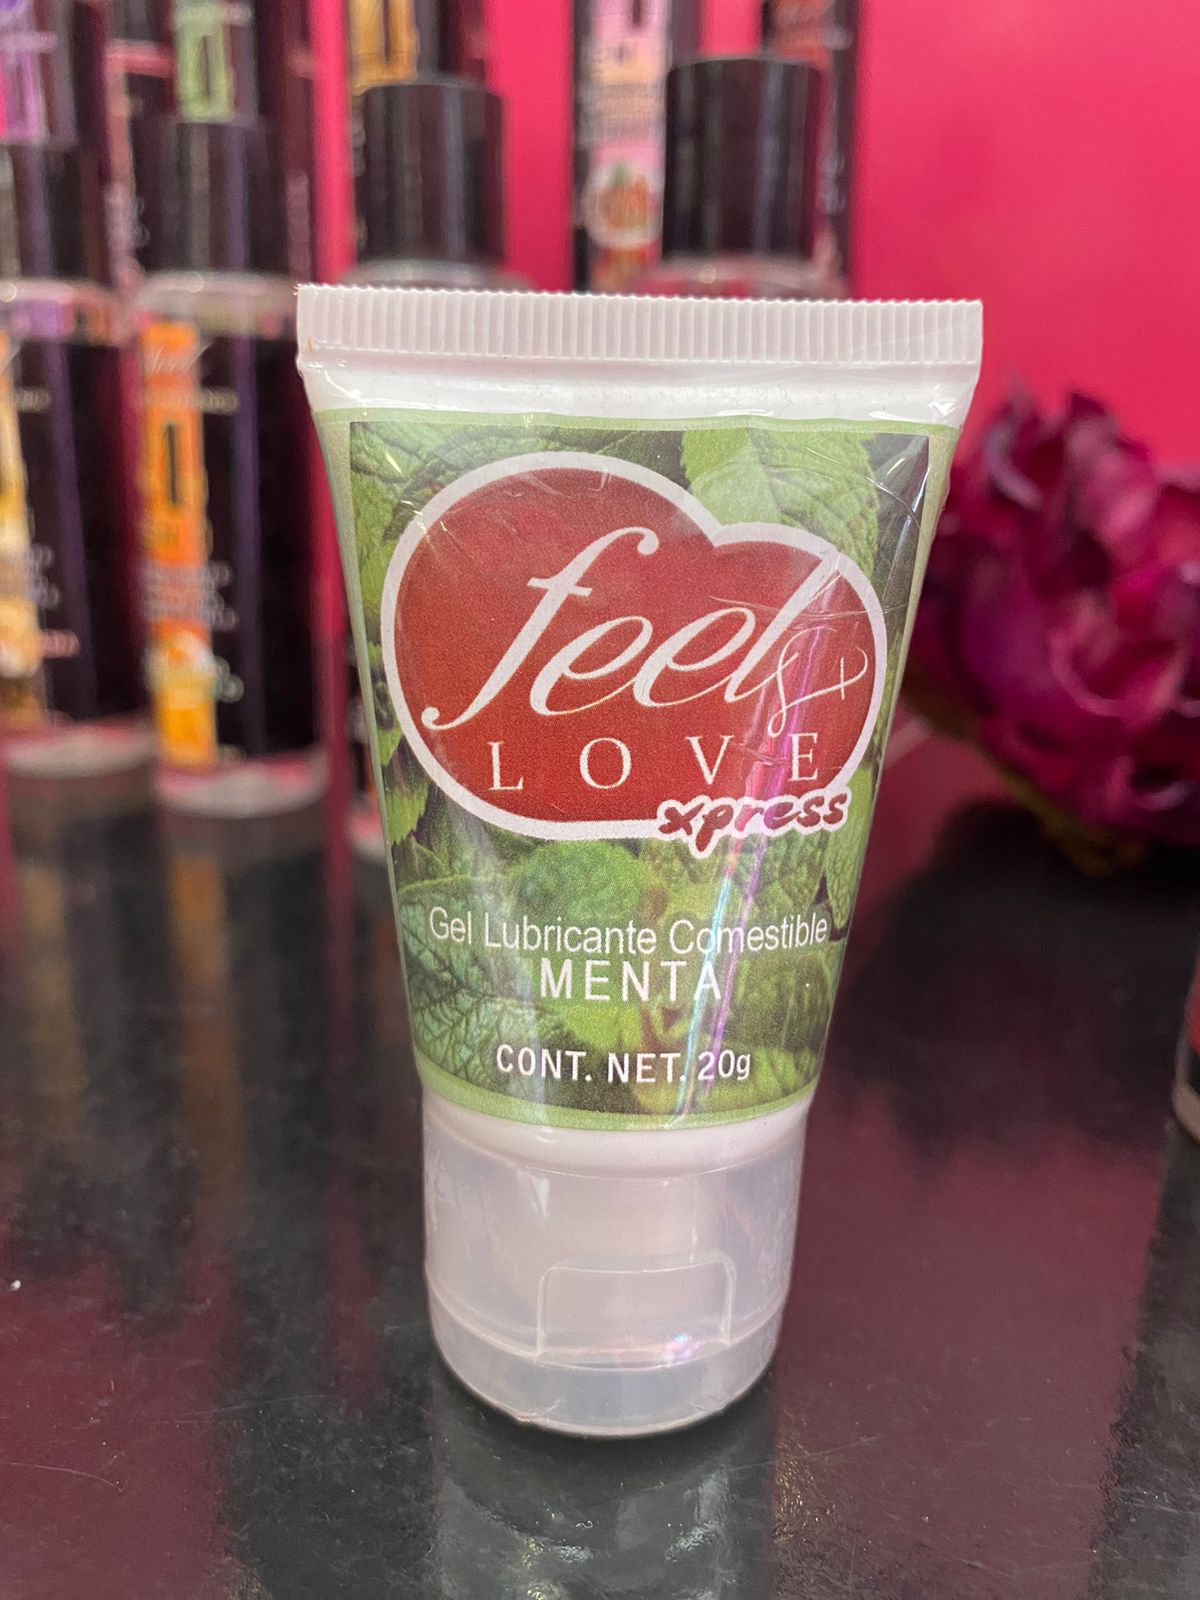 feel
LOVE
xpress
Gel Lubricante Comestible
MENTA
CONT. NET. 20g